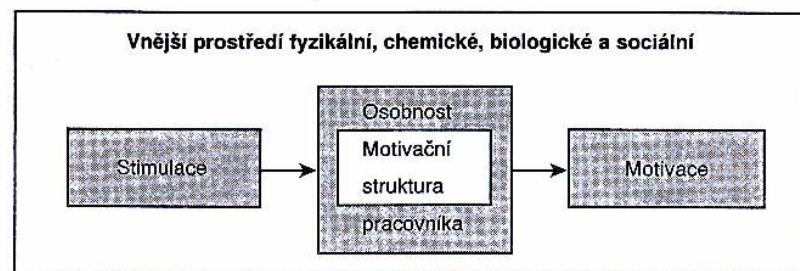 Vnější prostředí fyzikální, chemické, biologické a sociální
Stimulace
Osobnost
Motivační
struktura
pracovníka
Motivace